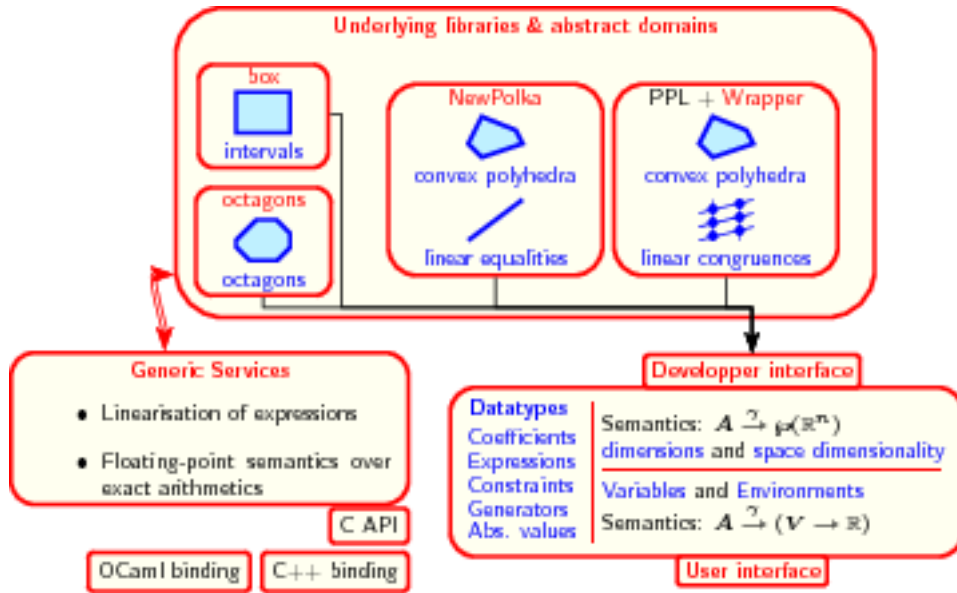 Underlying libraries & abstract domains
box
intervals
octagons
octagons
NewPolka
convex polyhedra
linear equalities
PPL + Wrapper
convex polyhedra
linear congruences
Generic Services
• Linearisation of expressions
• Floating-point semantics over
exact arithmetics
C API
OCaml binding
C++ binding
Developper interface
Datatypes
Coefficients
Expressions
Constraints
Generators
Abs. values
Semantics: A →^γ ℘(ℝ^n)
dimensions and space dimensionality
Variables and Environments
Semantics: A →^γ (V → ℝ)
User interface